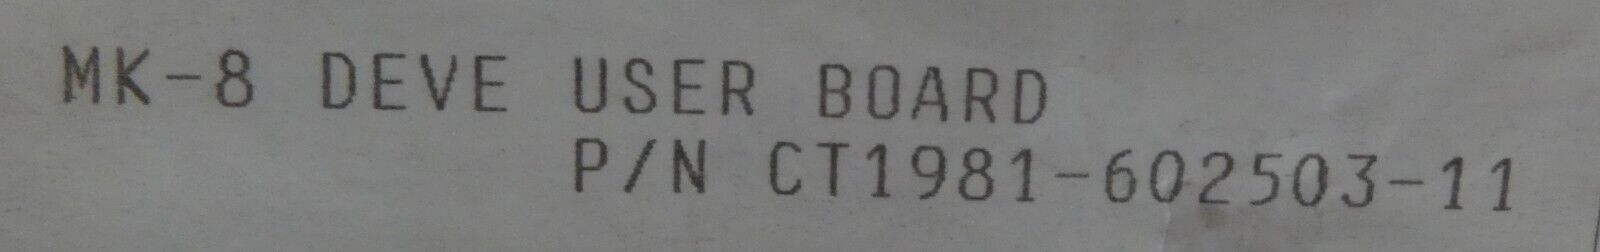 MK-8 DEVE USER BOARD
P/N CT1981-602503-11